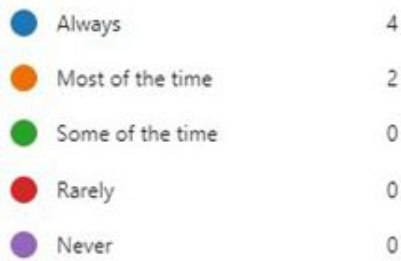 Always 4
Most of the time 2
Some of the time 0
Rarely 0
Never 0